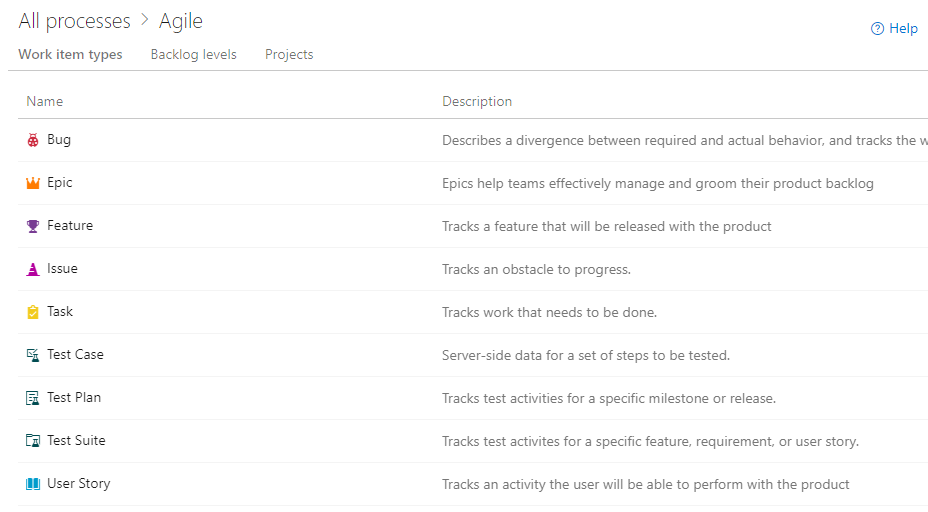 All processes > Agile
Help
Work item types Backlog levels Projects
Name Description
Bug Describes a divergence between required and actual behavior, and tracks the w
Epic Epics help teams effectively manage and groom their product backlog
Feature Tracks a feature that will be released with the product
Issue Tracks an obstacle to progress.
Task Tracks work that needs to be done.
Test Case Server-side data for a set of steps to be tested.
Test Plan Tracks test activities for a specific milestone or release.
Test Suite Tracks test activites for a specific feature, requirement, or user story.
User Story Tracks an activity the user will be able to perform with the product